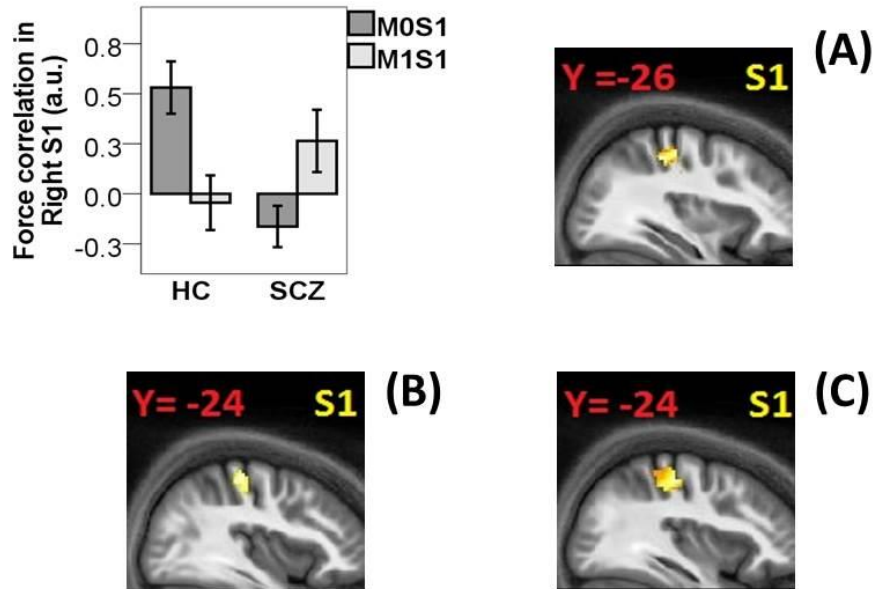 M0S1
M1S1
Force correlation in
Right S1 (a.u.)
0.8
0.5
0.3
0.0
-0.3
HC SCZ
(A)
Y =-26 S1
(B)
Y= -24 S1
(C)
Y= -24 S1